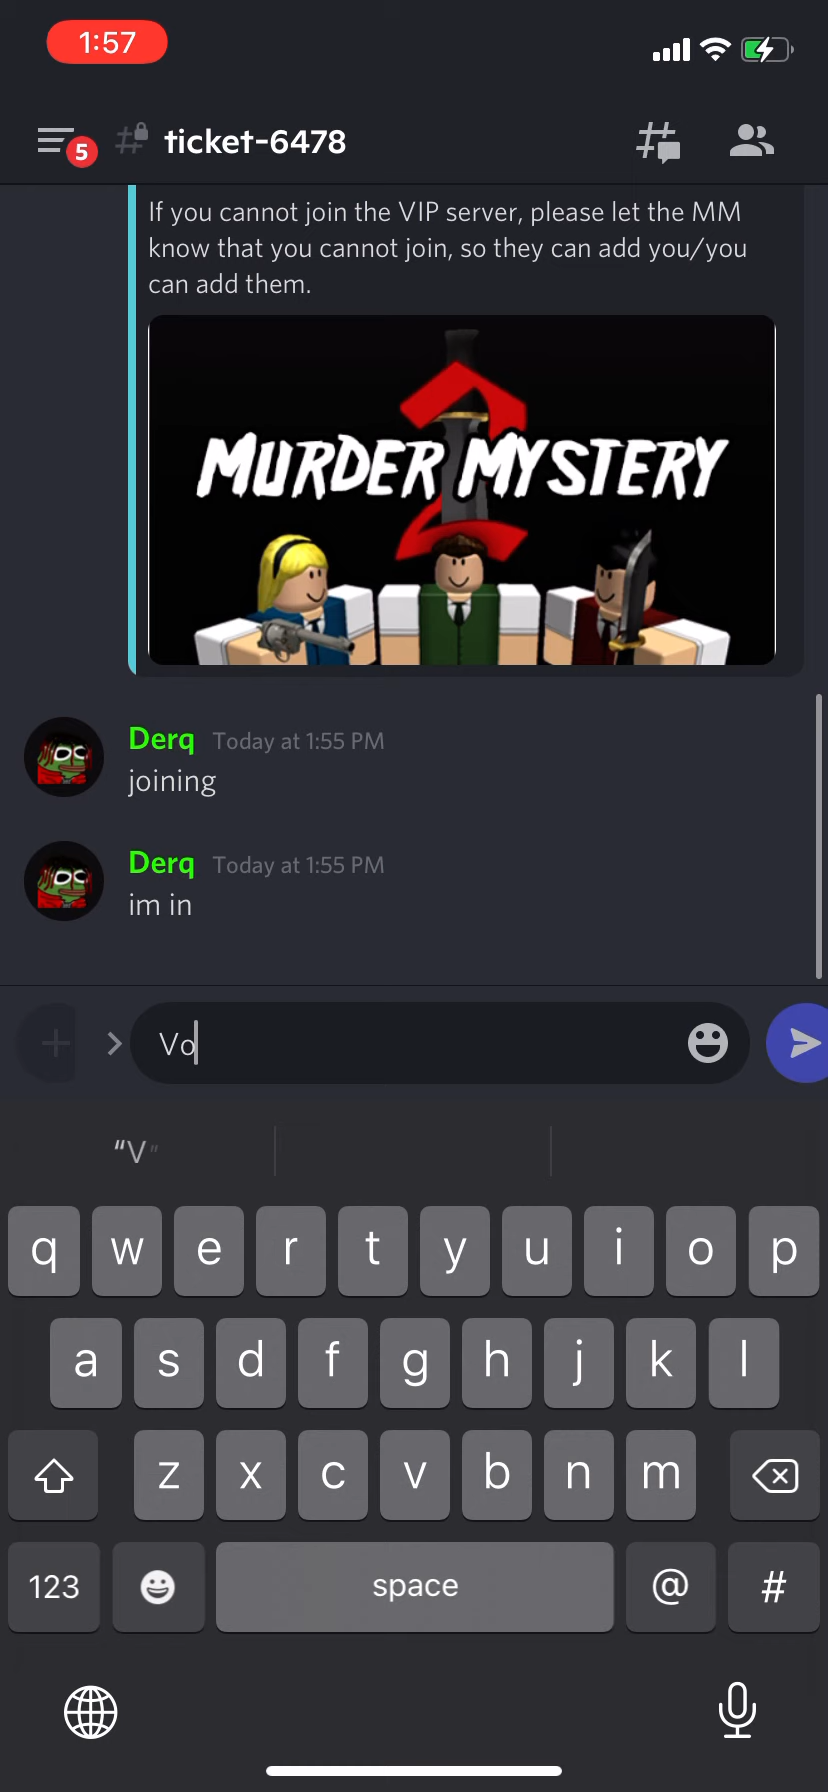 1:57
5
ticket-6478
If you cannot join the VIP server, please let the MM
know that you cannot join, so they can add you/you
can add them.
MURDER MYSTERY
2
Derq Today at 1:55 PM
joining
Derq Today at 1:55 PM
im in
Vo
“V”
q w e r t y u i o p
a s d f g h j k l
z x c v b n m
123 space @ #